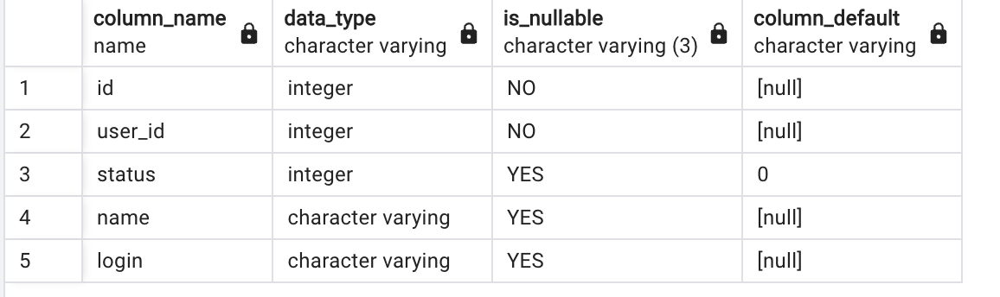 column_name data_type is_nullable column_default
name character varying character varying (3) character varying
1 id integer NO [null]
2 user_id integer NO [null]
3 status integer YES 0
4 name character varying YES [null]
5 login character varying YES [null]